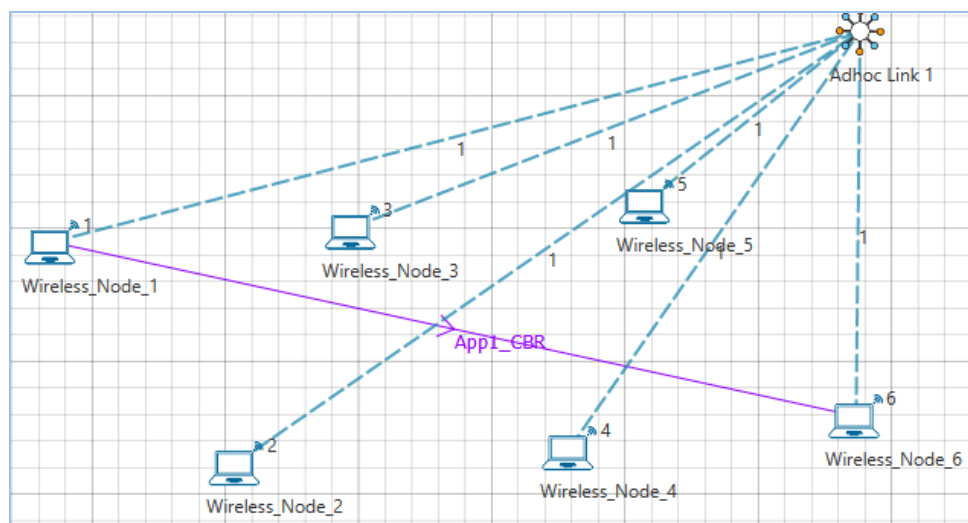 Adhoc Link 1
1
1
1
1
1
1
1
Wireless_Node_1
3
Wireless_Node_3
5
Wireless_Node_5
App1_CBR
2
Wireless_Node_2
4
Wireless_Node_4
6
Wireless_Node_6